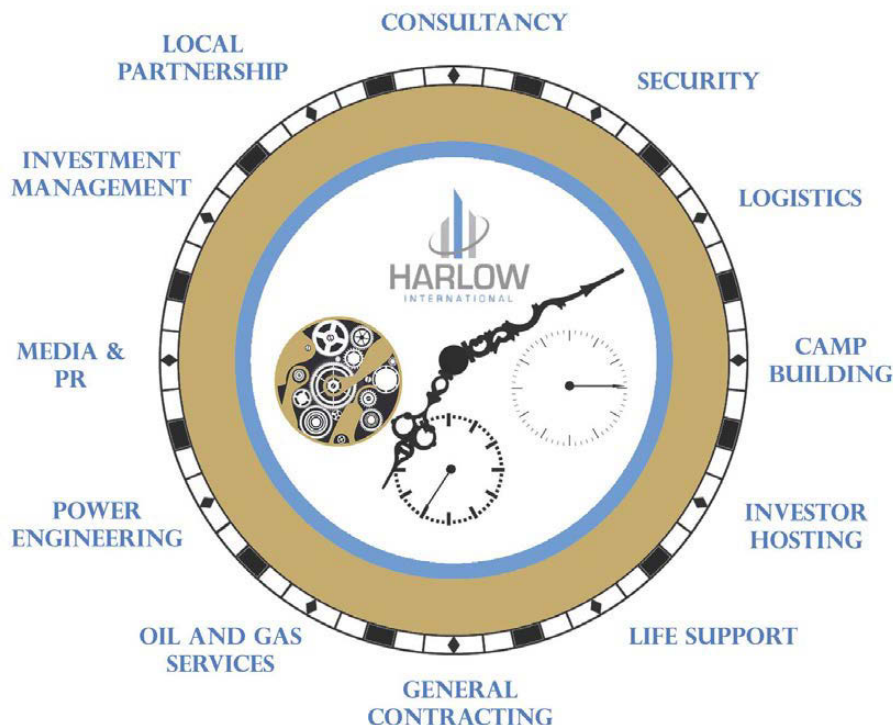 CONSULTANCY
LOCAL
PARTNERSHIP
SECURITY
INVESTMENT
MANAGEMENT
LOGISTICS
HARLOW
INTERNATIONAL
MEDIA &
PR
CAMP
BUILDING
POWER
ENGINEERING
INVESTOR
HOSTING
OIL AND GAS
SERVICES
LIFE SUPPORT
GENERAL
CONTRACTING